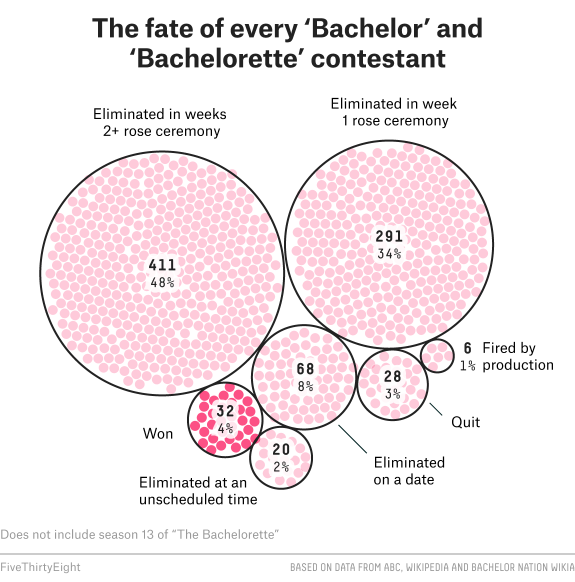 The fate of every ‘Bachelor’ and
‘Bachelorette’ contestant
Eliminated in weeks
2+ rose ceremony
Eliminated in week
1 rose ceremony
411
48%
291
34%
68
8%
28
3%
6 Fired by
1% production
32
4%
Won
Quit
20
2%
Eliminated at an
unscheduled time
Eliminated
on a date
Does not include season 13 of “The Bachelorette”
FiveThirtyEight
BASED ON DATA FROM ABC, WIKIPEDIA AND BACHELOR NATION WIKIA